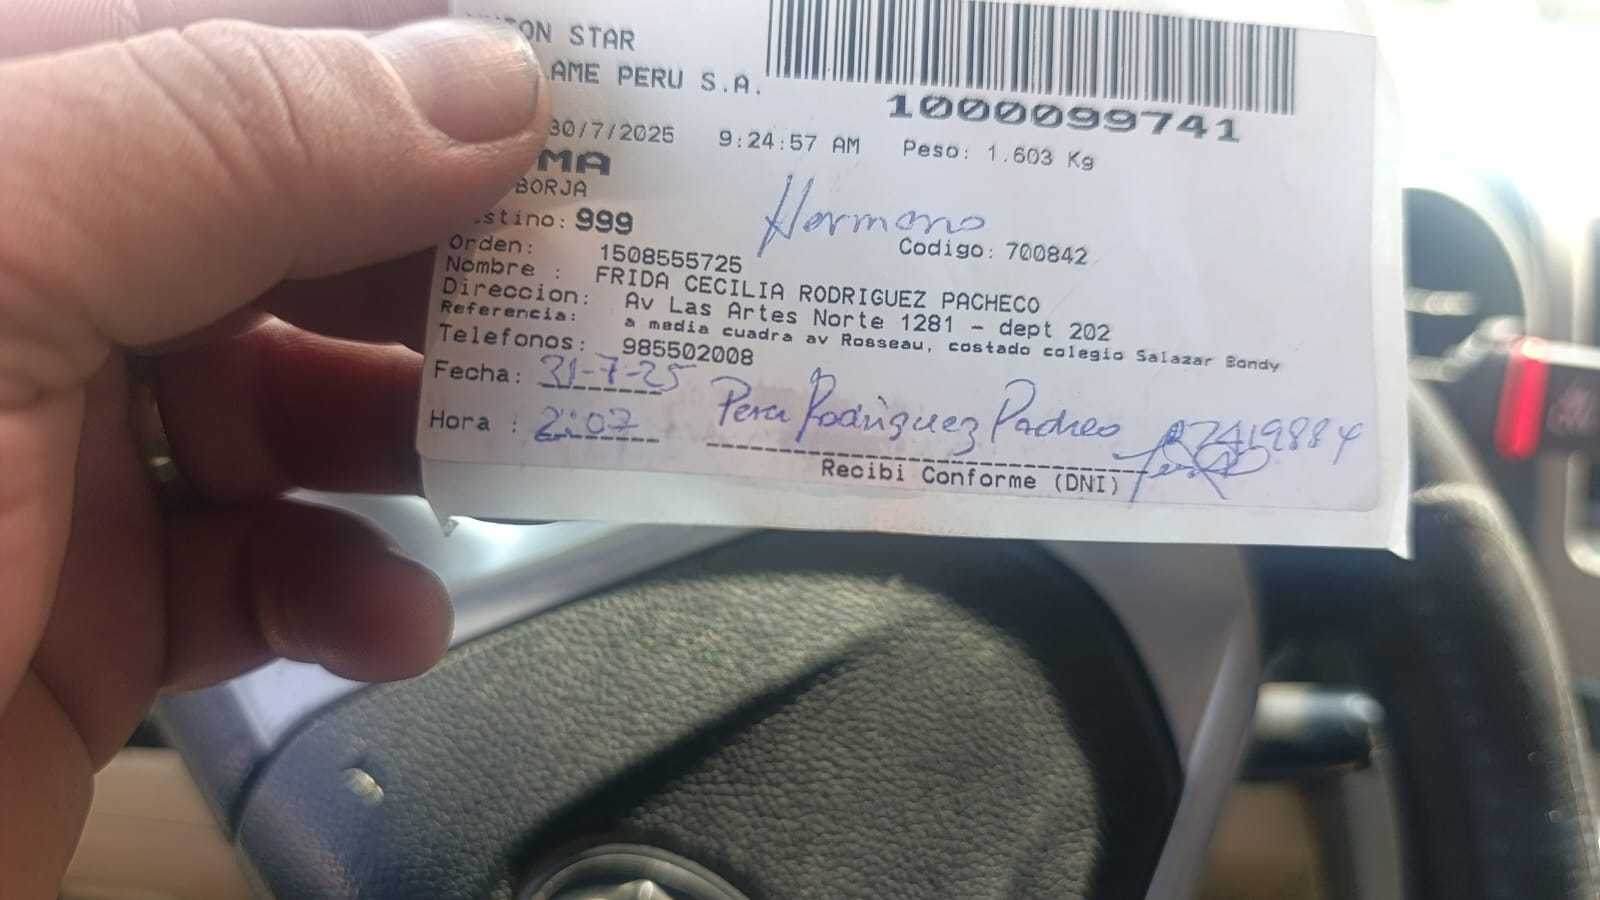 ON STAR
LAME PERU S.A.
1000099741
30/7/2025 9:24:57 AM Peso: 1.603 Kg
MA
BORJA
stino: 999
Hermano
Codigo: 700842
Orden: 1508555725
Nombre : FRIDA CECILIA RODRIGUEZ PACHECO
Direccion: Av Las Artes Norte 1281 - dept 202
Referencia: a media cuadra av Rosseau, costado colegio Salazar Bondy
Telefonos: 985502008
Fecha: 31-7-25
Rodriguez Pacheo
Hora : 2:07
Recibi Conforme (DNI)